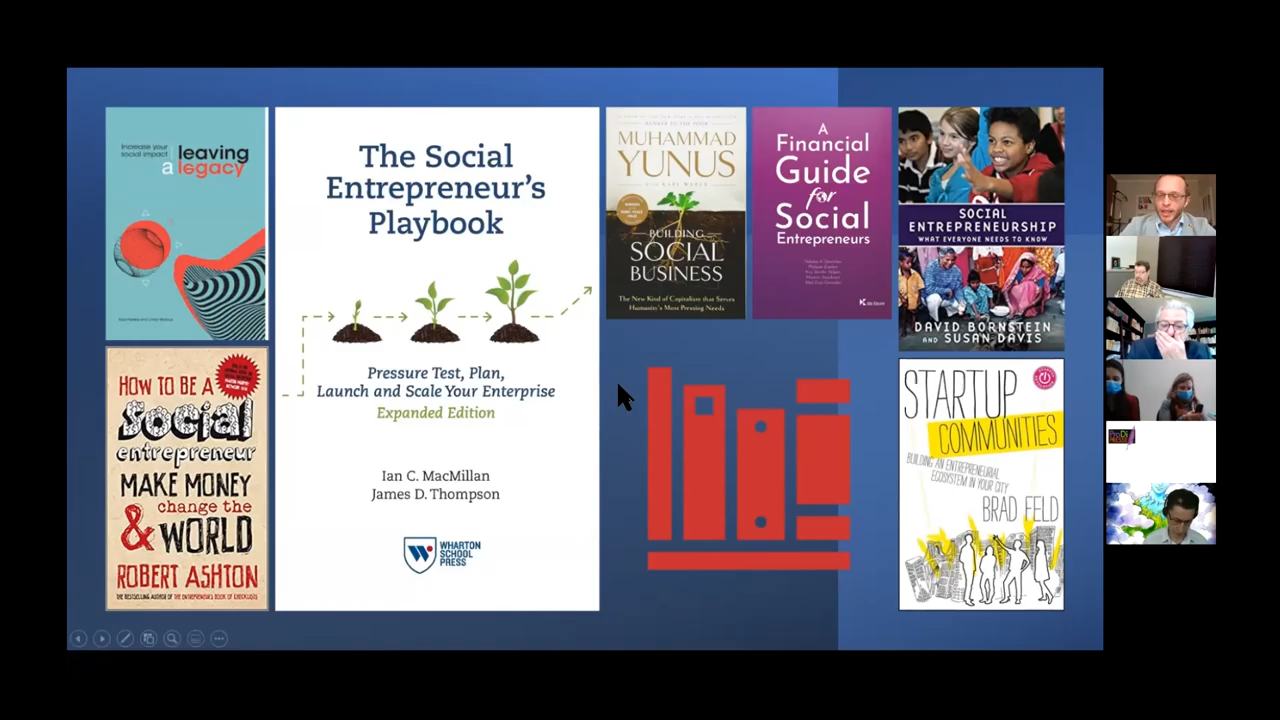 Increase your
social impact
leaving
a legacy
The Social
Entrepreneur's
Playbook
Pressure Test, Plan,
Launch and Scale Your Enterprise
Expanded Edition
Ian C. MacMillan
James D. Thompson
WHARTON
SCHOOL
PRESS
MUHAMMAD
YUNUS
WITH KARL WEBER
BUILDING
SOCIAL
BUSINESS
The New Kind of Capitalism that Serves
Humanity's Most Pressing Needs
A
Financial
Guide
for
Social
Entrepreneurs
SOCIAL
ENTREPRENEURSHIP
WHAT EVERYONE NEEDS TO KNOW
DAVID BORNSTEIN
AND SUSAN DAVIS
HOW TO BE A
Social
entrepreneur
MAKE MONEY
change the
& WORLD
ROBERT ASHTON
THE BESTSELLING AUTHOR OF THE ENTREPRENEUR'S BOOK OF CHECKLISTS
STARTUP
COMMUNITIES
BUILDING AN ENTREPRENEURIAL
ECOSYSTEM IN YOUR CITY
BRAD FELD